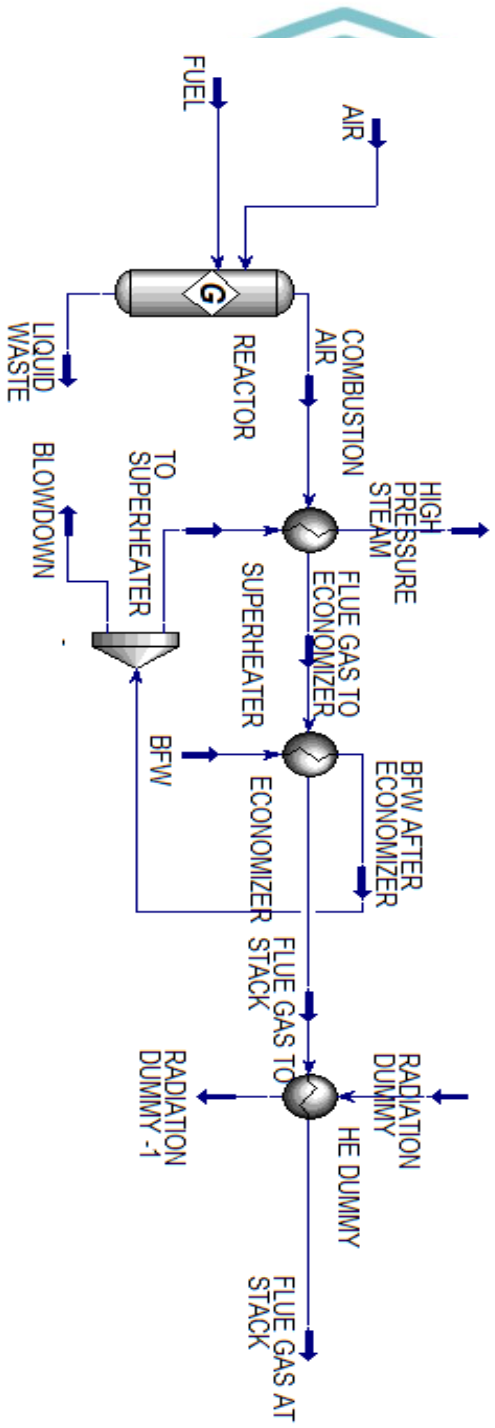 AIR
FUEL
REACTOR
LIQUID
WASTE
COMBUSTION
AIR
HIGH
PRESSURE
STEAM
SUPERHEATER
TO
SUPERHEATER
BLOWDOWN
FLUE GAS TO
ECONOMIZER
BFW
ECONOMIZER
BFW AFTER
ECONOMIZER
FLUE GAS TO
STACK
RADIATION
DUMMY
HE DUMMY
RADIATION
DUMMY -1
FLUE GAS AT
STACK
G